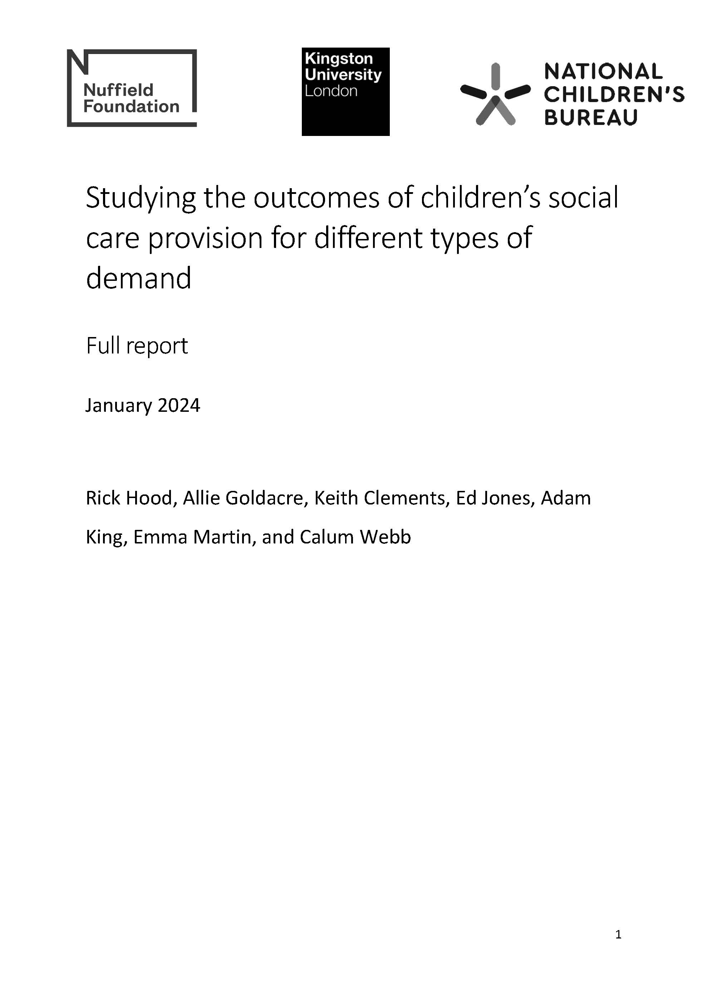 Nuffield
Foundation
Kingston
University
London
NATIONAL
CHILDREN'S
BUREAU
Studying the outcomes of children’s social
care provision for different types of
demand
Full report
January 2024
Rick Hood, Allie Goldacre, Keith Clements, Ed Jones, Adam
King, Emma Martin, and Calum Webb
1